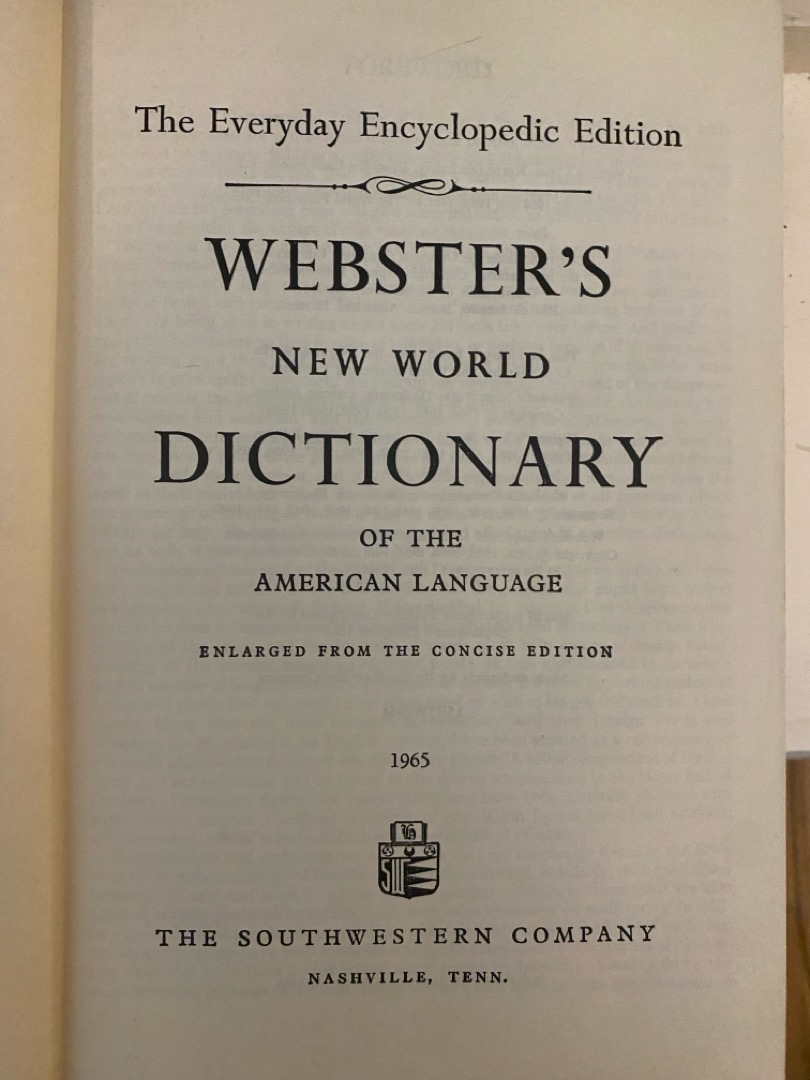 The Everyday Encyclopedic Edition
WEBSTER'S
NEW WORLD
DICTIONARY
OF THE
AMERICAN LANGUAGE
ENLARGED FROM THE CONCISE EDITION
1965
THE SOUTHWESTERN COMPANY
NASHVILLE, TENN.